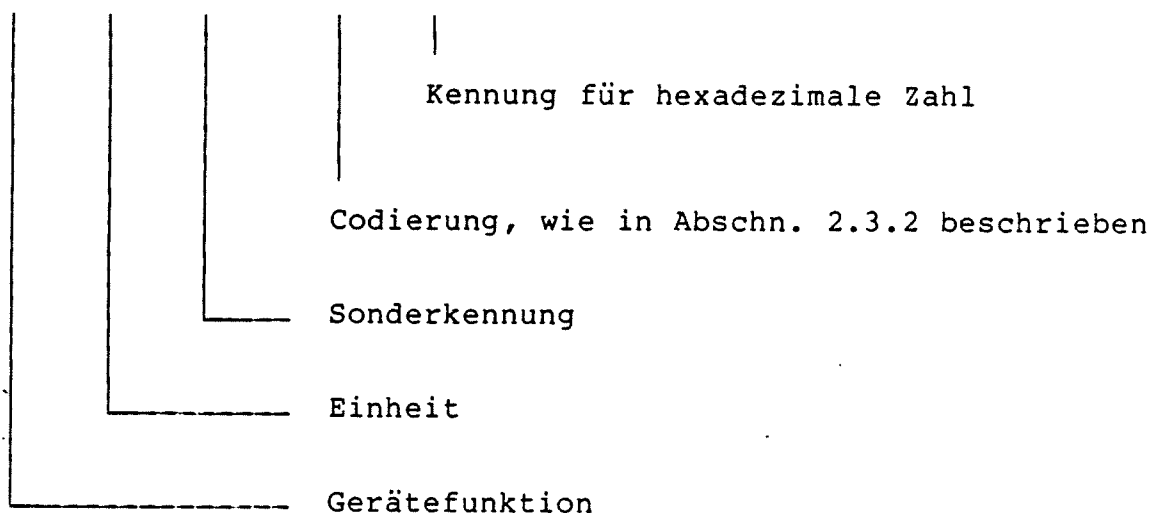 Kennung für hexadezimale Zahl
Codierung, wie in Abschn. 2.3.2 beschrieben
Sonderkennung
Einheit
Gerätefunktion